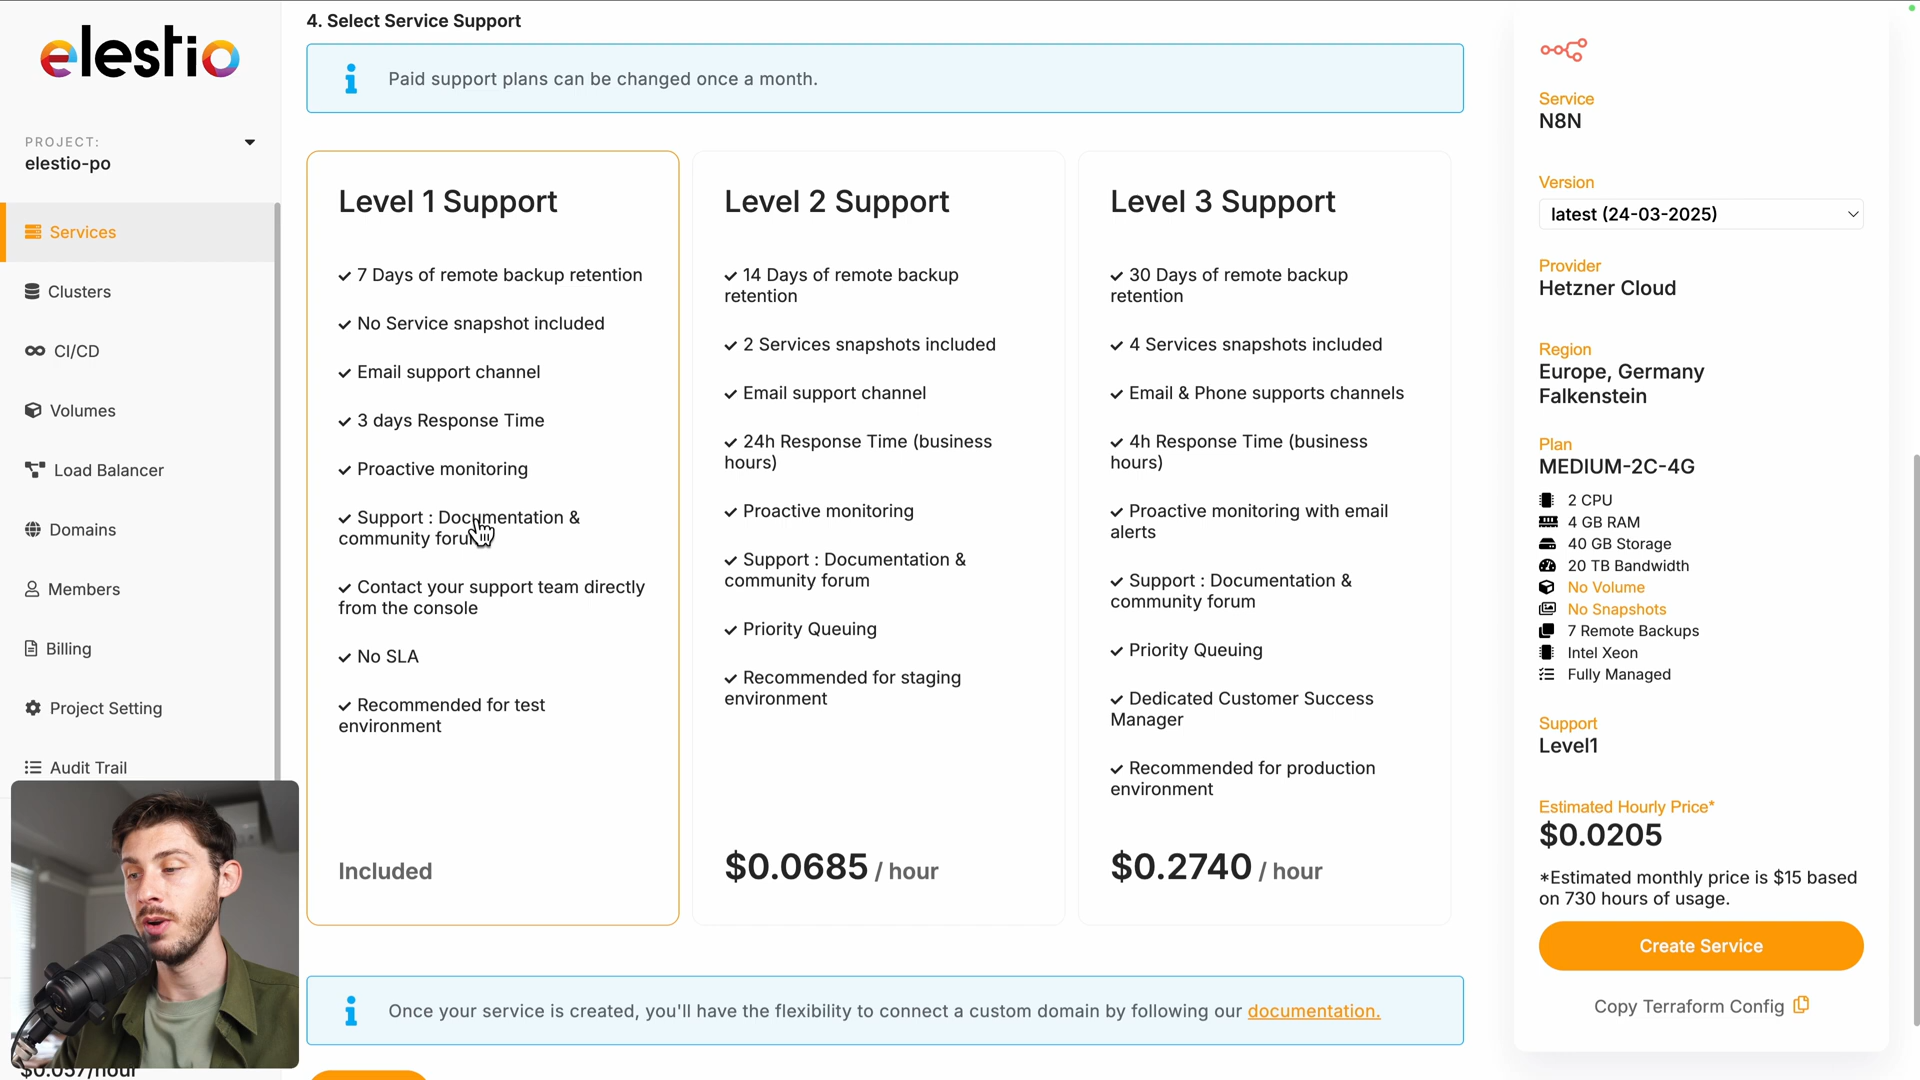 elestio
PROJECT:
elestio-po
Services
Clusters
CI/CD
Volumes
Load Balancer
Domains
Members
Billing
Project Setting
Audit Trail
$0.057/hour
4. Select Service Support
Paid support plans can be changed once a month.
Level 1 Support
7 Days of remote backup retention
No Service snapshot included
Email support channel
3 days Response Time
Proactive monitoring
Support : Documentation &
community forum
Contact your support team directly
from the console
No SLA
Recommended for test
environment
Included
Level 2 Support
14 Days of remote backup
retention
2 Services snapshots included
Email support channel
24h Response Time (business
hours)
Proactive monitoring
Support : Documentation &
community forum
Priority Queuing
Recommended for staging
environment
$0.0685 / hour
Level 3 Support
30 Days of remote backup
retention
4 Services snapshots included
Email & Phone supports channels
4h Response Time (business
hours)
Proactive monitoring with email
alerts
Support : Documentation &
community forum
Priority Queuing
Dedicated Customer Success
Manager
Recommended for production
environment
$0.2740 / hour
Once your service is created, you'll have the flexibility to connect a custom domain by following our documentation.
Service
N8N
Version
latest (24-03-2025)
Provider
Hetzner Cloud
Region
Europe, Germany
Falkenstein
Plan
MEDIUM-2C-4G
2 CPU
4 GB RAM
40 GB Storage
20 TB Bandwidth
No Volume
No Snapshots
7 Remote Backups
Intel Xeon
Fully Managed
Support
Level1
Estimated Hourly Price*
$0.0205
*Estimated monthly price is $15 based
on 730 hours of usage.
Create Service
Copy Terraform Config